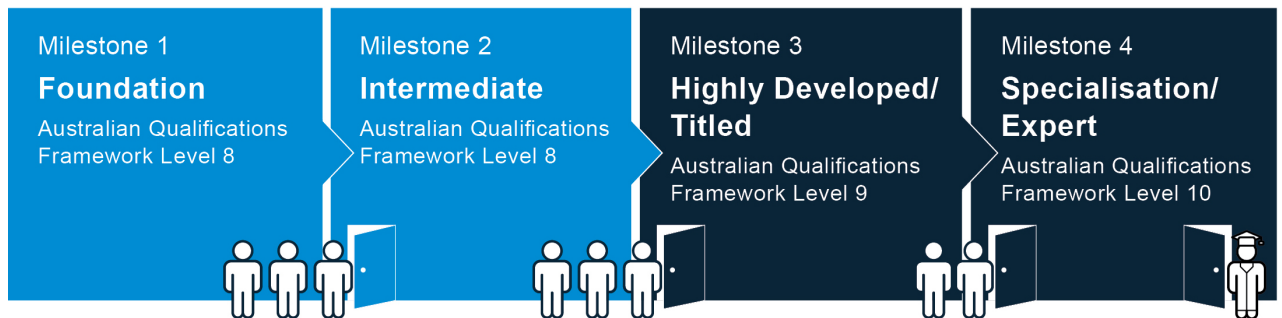 Milestone 1
Foundation
Australian Qualifications
Framework Level 8
Milestone 2
Intermediate
Australian Qualifications
Framework Level 8
Milestone 3
Highly Developed/
Titled
Australian Qualifications
Framework Level 9
Milestone 4
Specialisation/
Expert
Australian Qualifications
Framework Level 10